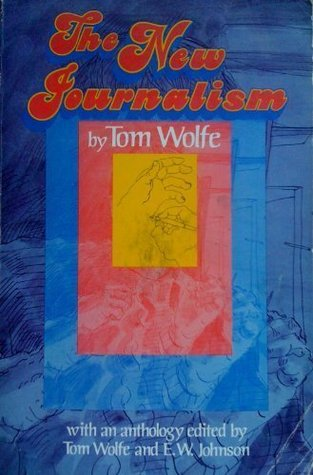 The New
Journalism
by Tom Wolfe
with an anthology edited by
Tom Wolfe and E.W. Johnson